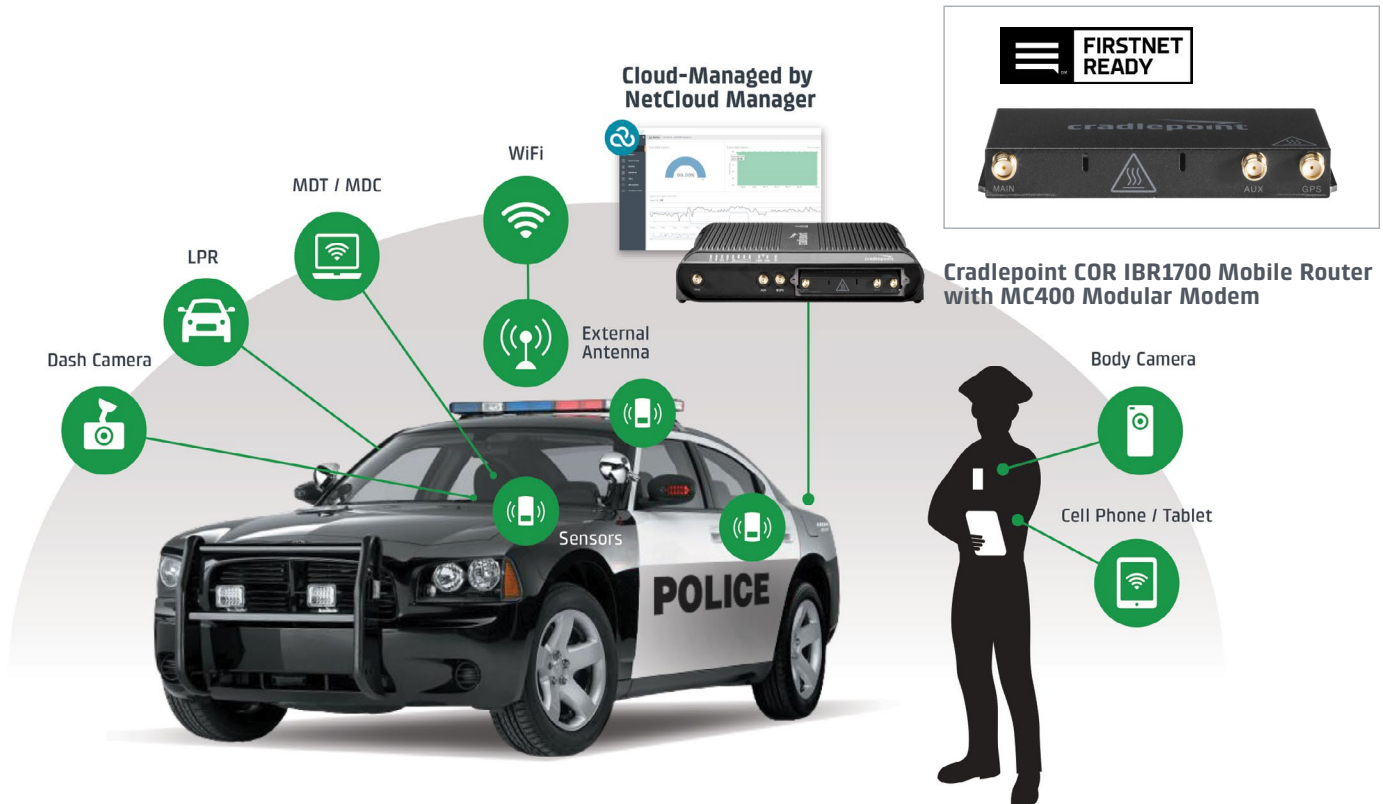 FIRSTNET
READY
cradlepoint
MAIN
AUX
GPS
Cloud-Managed by
NetCloud Manager
WiFi
MDT / MDC
LPR
Dash Camera
External
Antenna
Cradlepoint COR IBR1700 Mobile Router
with MC400 Modular Modem
Body Camera
Cell Phone / Tablet
Sensors
POLICE